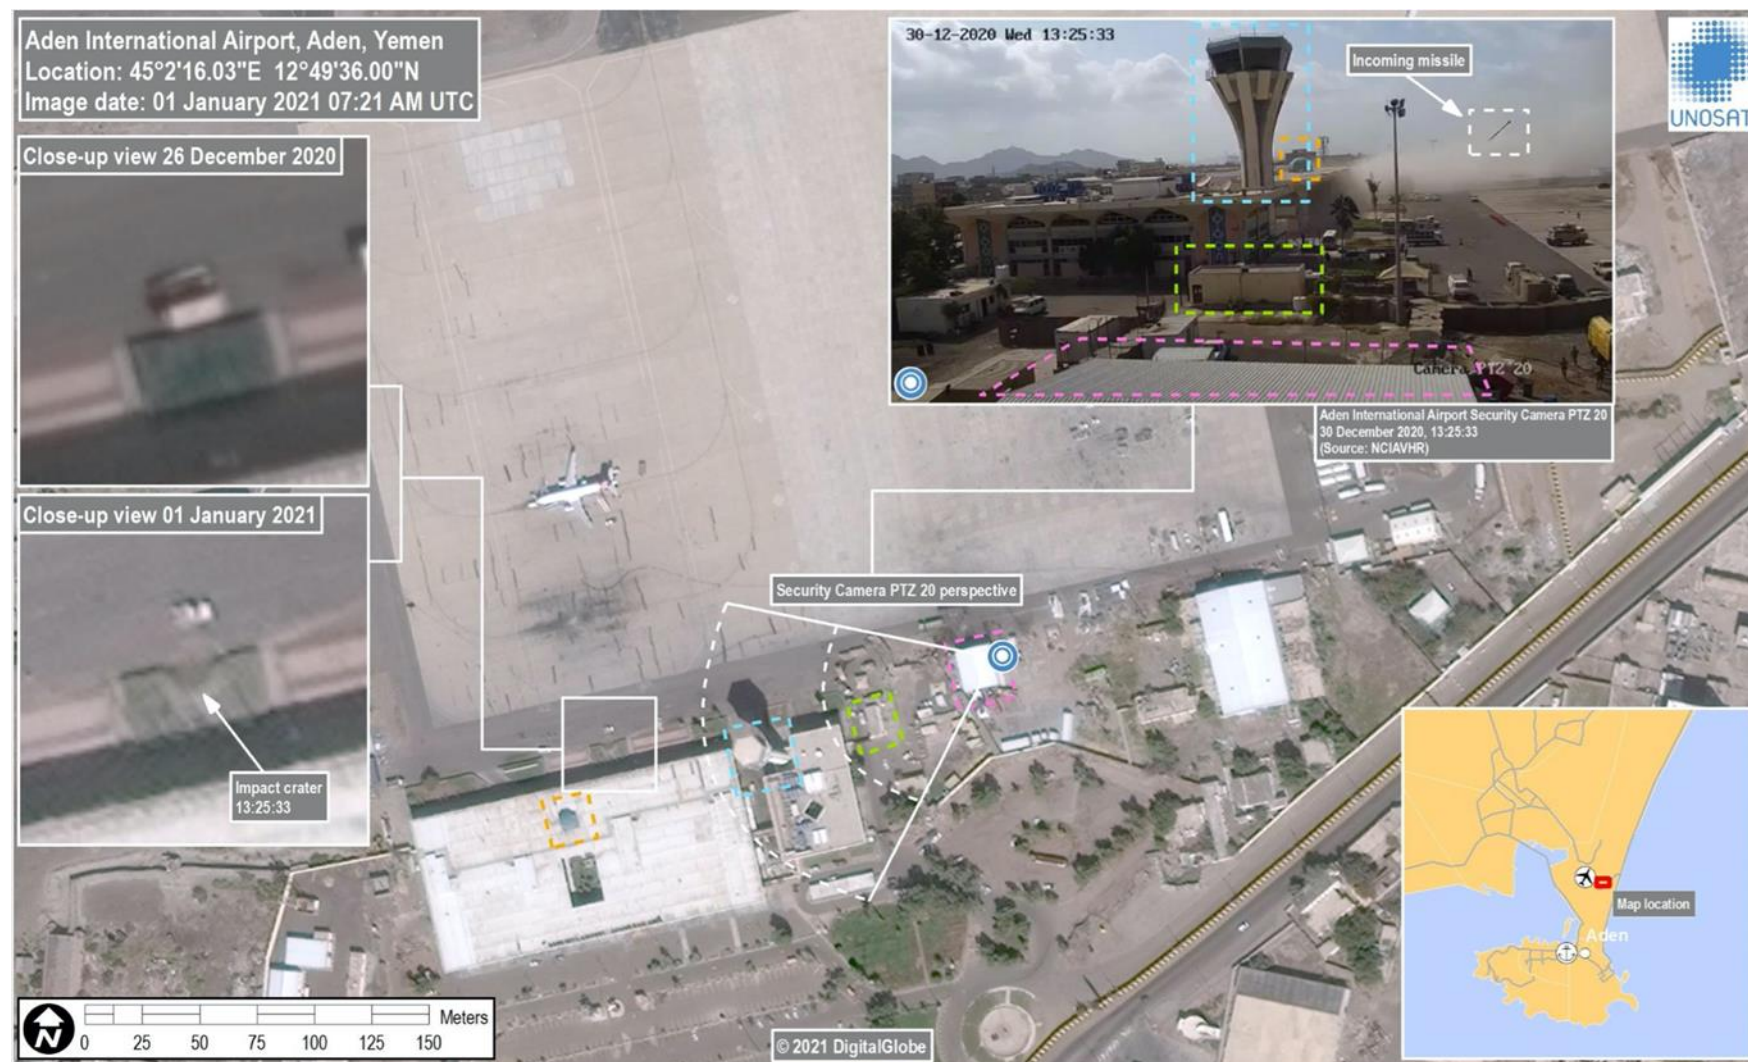 Aden International Airport, Aden, Yemen
Location: 45°2'16.03"E 12°49'36.00"N
Image date: 01 January 2021 07:21 AM UTC
30-12-2020 Wed 13:25:33
Incoming missile
UNOSAT
Close-up view 26 December 2020
Camera PTZ 20
Aden International Airport Security Camera PTZ 20
30 December 2020, 13:25:33
(Source: NCIAVHR)
Close-up view 01 January 2021
Security Camera PTZ 20 perspective
Impact crater
13:25:33
Map location
Aden
N
0 25 50 75 100 125 150 Meters
© 2021 DigitalGlobe